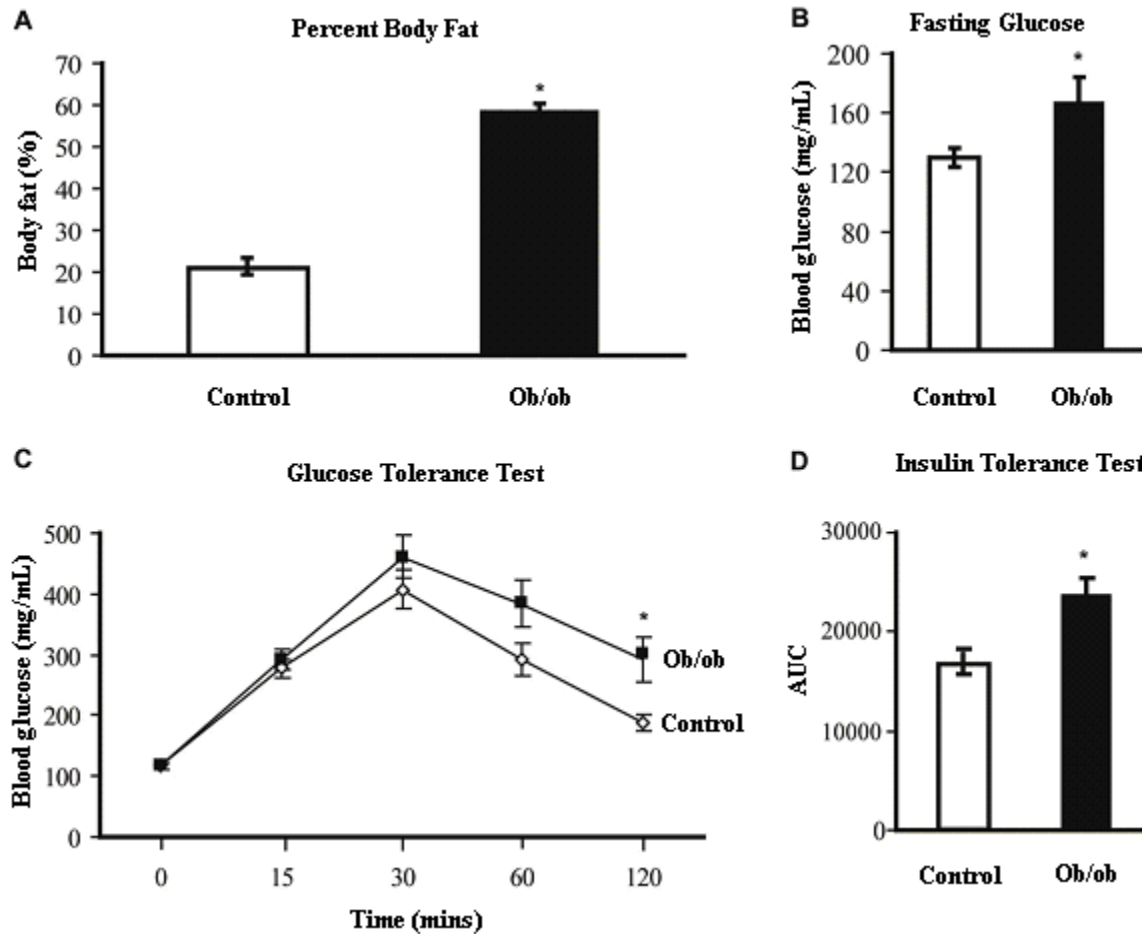 A
Percent Body Fat
Body fat (%)
70
60
50
40
30
20
10
0
*
Control
Ob/ob
B
Fasting Glucose
Blood glucose (mg/mL)
200
160
120
80
40
0
*
Control
Ob/ob
C
Glucose Tolerance Test
Blood glucose (mg/mL)
500
400
300
200
100
0
*
Ob/ob
Control
0 15 30 60 120
Time (mins)
D
Insulin Tolerance Test
AUC
30000
20000
10000
0
*
Control
Ob/ob